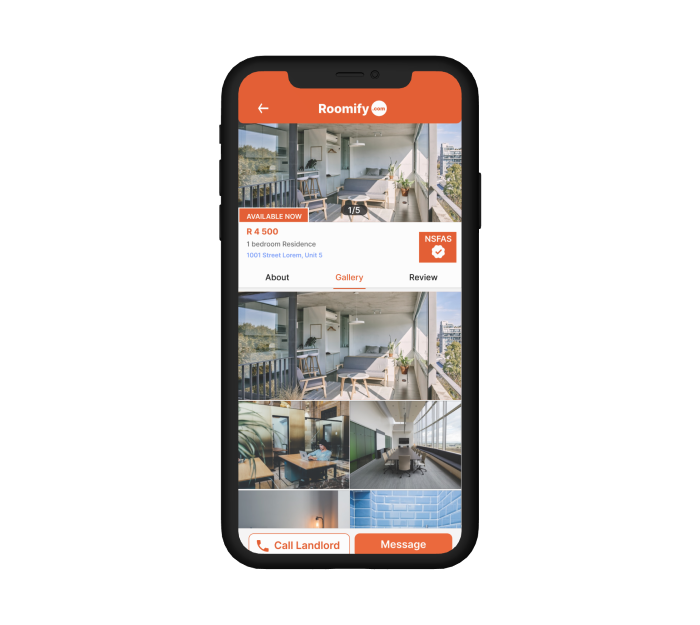 Roomify .com
1/5
AVAILABLE NOW
R 4 500
1 bedroom Residence
1001 Street Lorem, Unit 5
NSFAS
About Gallery Review
Call Landlord Message